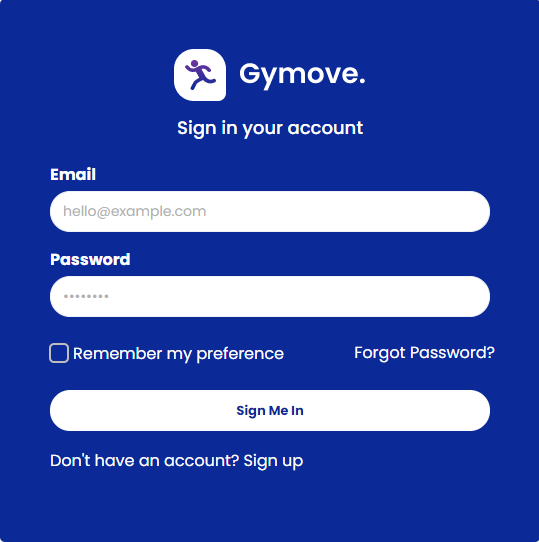 Gymove.
Sign in your account
Email
hello@example.com
Password
••••••••
Remember my preference
Forgot Password?
Sign Me In
Don't have an account? Sign up